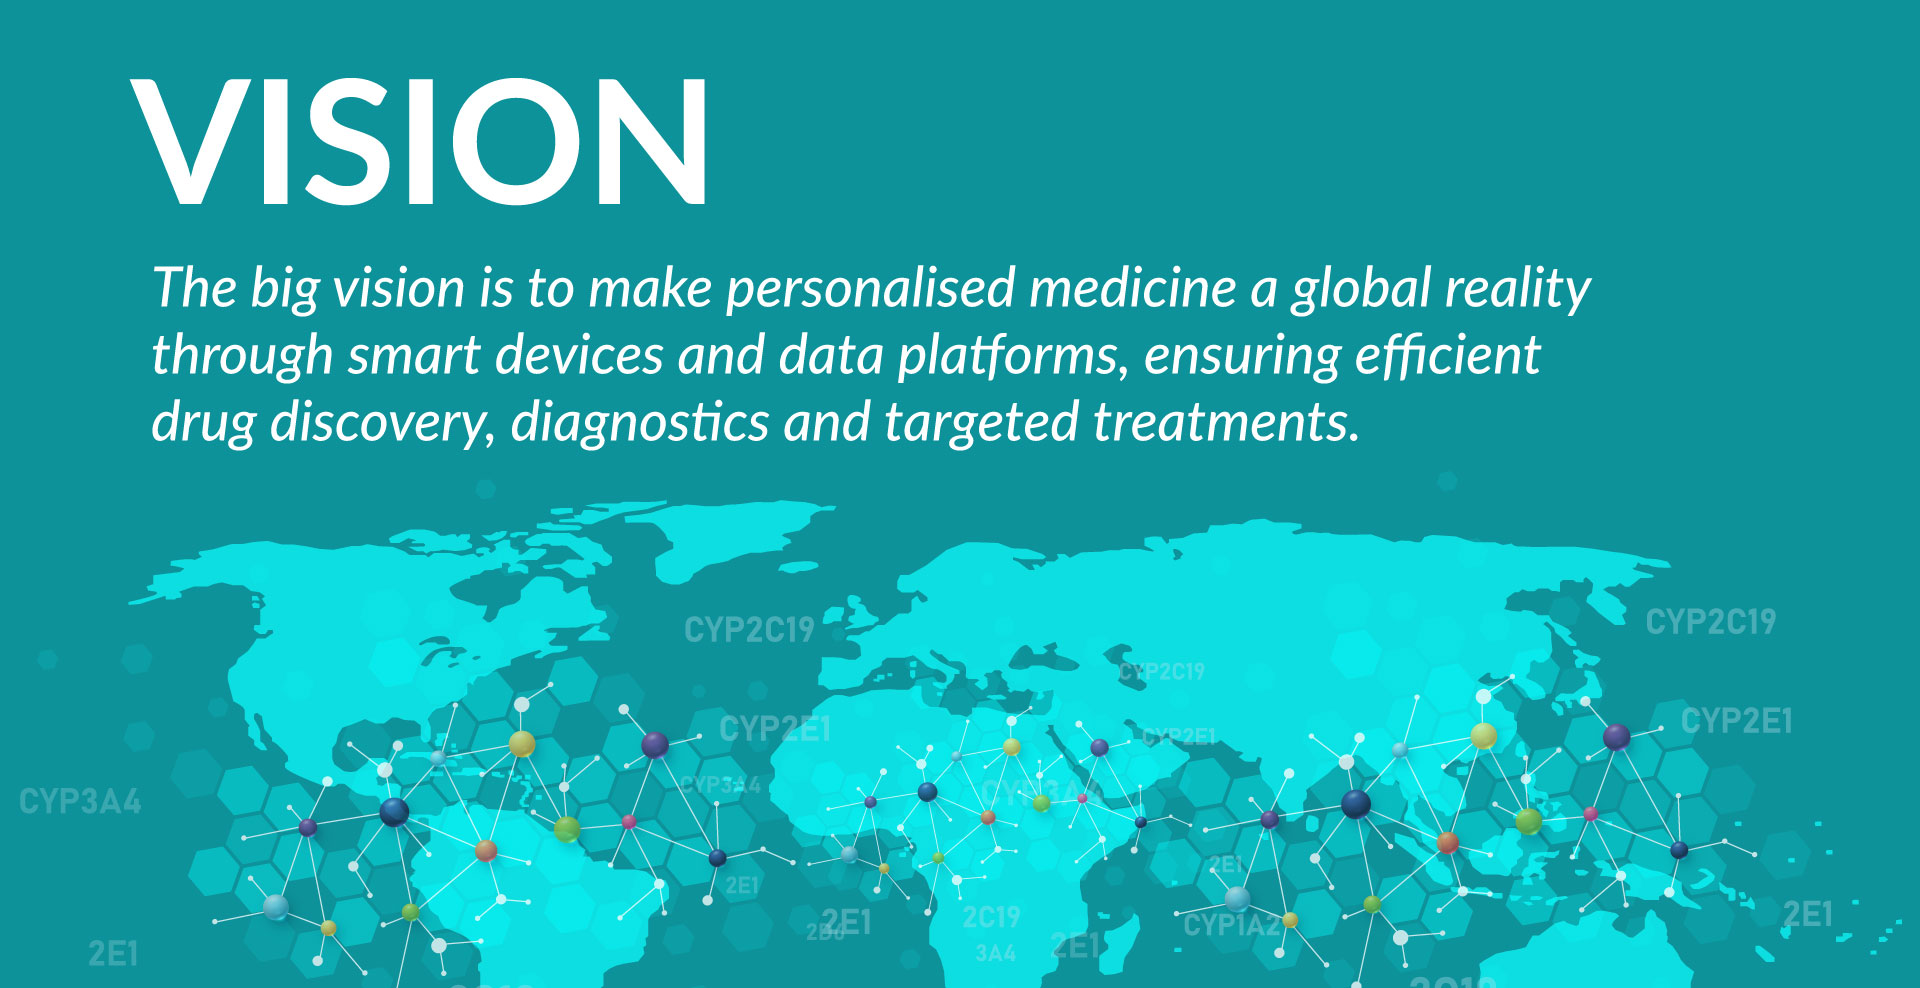 VISION
The big vision is to make personalised medicine a global reality
through smart devices and data platforms, ensuring efficient
drug discovery, diagnostics and targeted treatments.
CYP2C19
CYP2C19
CYP2C19
CYP2E1
CYP2E1
CYP2E1
CYP3A4
CYP3A4
CYP3A4
2E1
2E1
2E1
2E1
2C19
2B6
CYP1A2
2E1
2E1
3A4
2C19